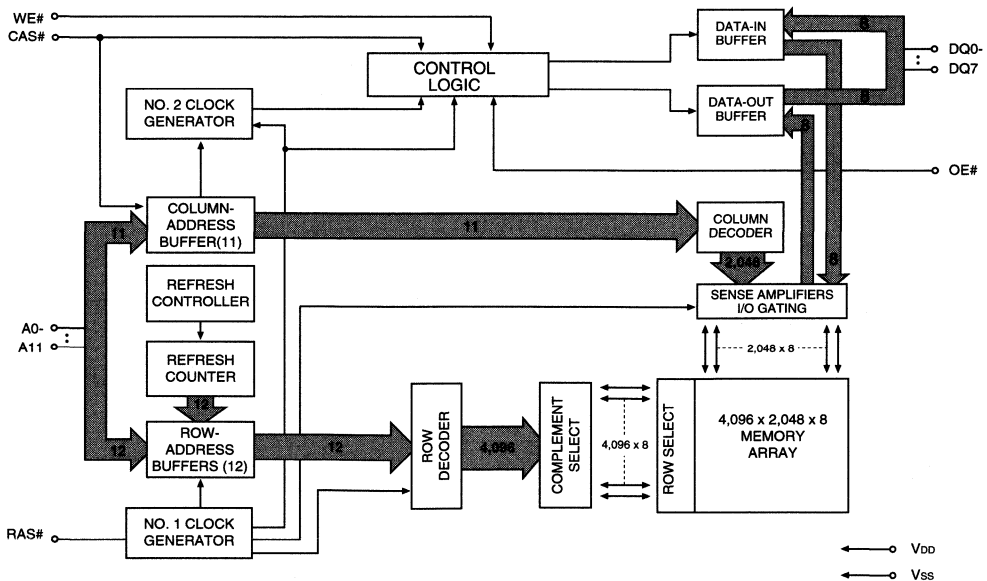 WE#
CAS#
CONTROL
LOGIC
DATA-IN
BUFFER
8
DQ0-
:
DQ7
NO. 2 CLOCK
GENERATOR
DATA-OUT
BUFFER
8
8
OE#
COLUMN-
ADDRESS
BUFFER(11)
11
11
COLUMN
DECODER
2,048
8
REFRESH
CONTROLLER
SENSE AMPLIFIERS
I/O GATING
A0-
:
A11
2,048 x 8
REFRESH
COUNTER
12
ROW-
ADDRESS
BUFFERS (12)
12
12
ROW
DECODER
4,096
COMPLEMENT
SELECT
4,096 x 8
ROW SELECT
4,096 x 2,048 x 8
MEMORY
ARRAY
RAS#
NO. 1 CLOCK
GENERATOR
VDD
VSS